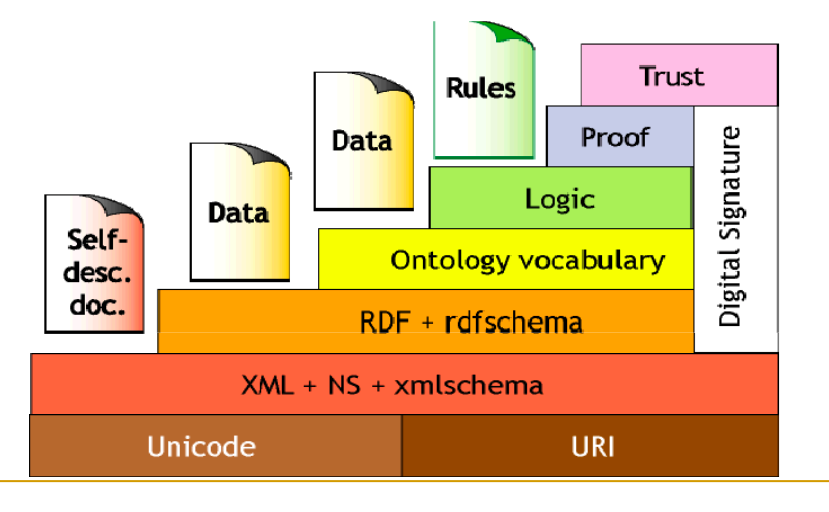 Rules
Trust
Data
Proof
Data
Logic
Self-
desc.
doc.
Ontology vocabulary
Digital Signature
RDF + rdfschema
XML + NS + xmlschema
Unicode
URI